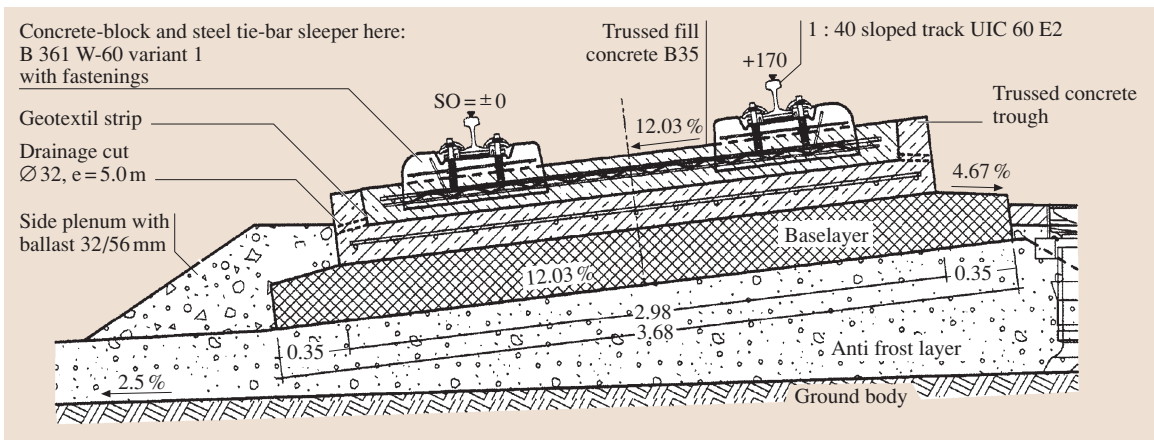 Concrete-block and steel tie-bar sleeper here:
B 361 W-60 variant 1
with fastenings
Geotextil strip
Drainage cut
∅ 32, e = 5.0 m
Side plenum with
ballast 32/56 mm
SO = ± 0
Trussed fill
concrete B35
1 : 40 sloped track UIC 60 E2
+170
Trussed concrete
trough
12.03 %
4.67 %
Baselayer
12.03 %
0.35
2.98
3.68
0.35
Anti frost layer
2.5 %
Ground body